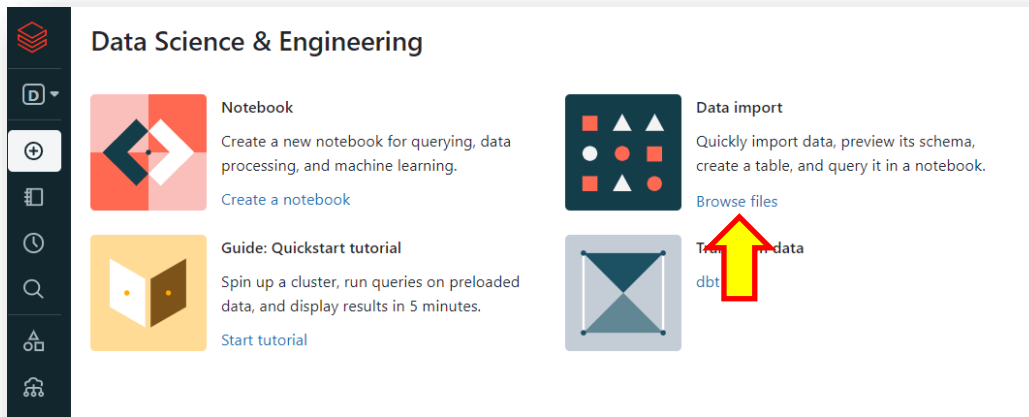 Data Science & Engineering
D
Notebook
Create a new notebook for querying, data
processing, and machine learning.
Create a notebook
Data import
Quickly import data, preview its schema,
create a table, and query it in a notebook.
Browse files
Guide: Quickstart tutorial
Spin up a cluster, run queries on preloaded
data, and display results in 5 minutes.
Start tutorial
data
dbt